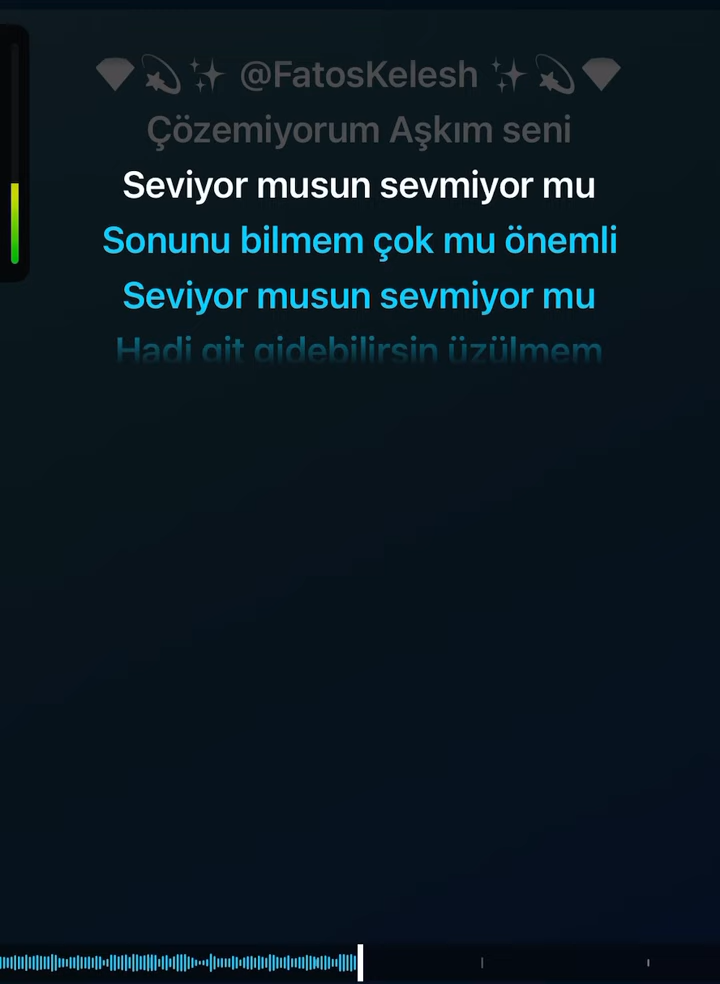 💎💫✨ @FatosKelesh ✨💫💎
Çözemiyorum Aşkım seni
Seviyor musun sevmiyor mu
Sonunu bilmem çok mu önemli
Seviyor musun sevmiyor mu
Hadi git gidebilirsin üzülmem